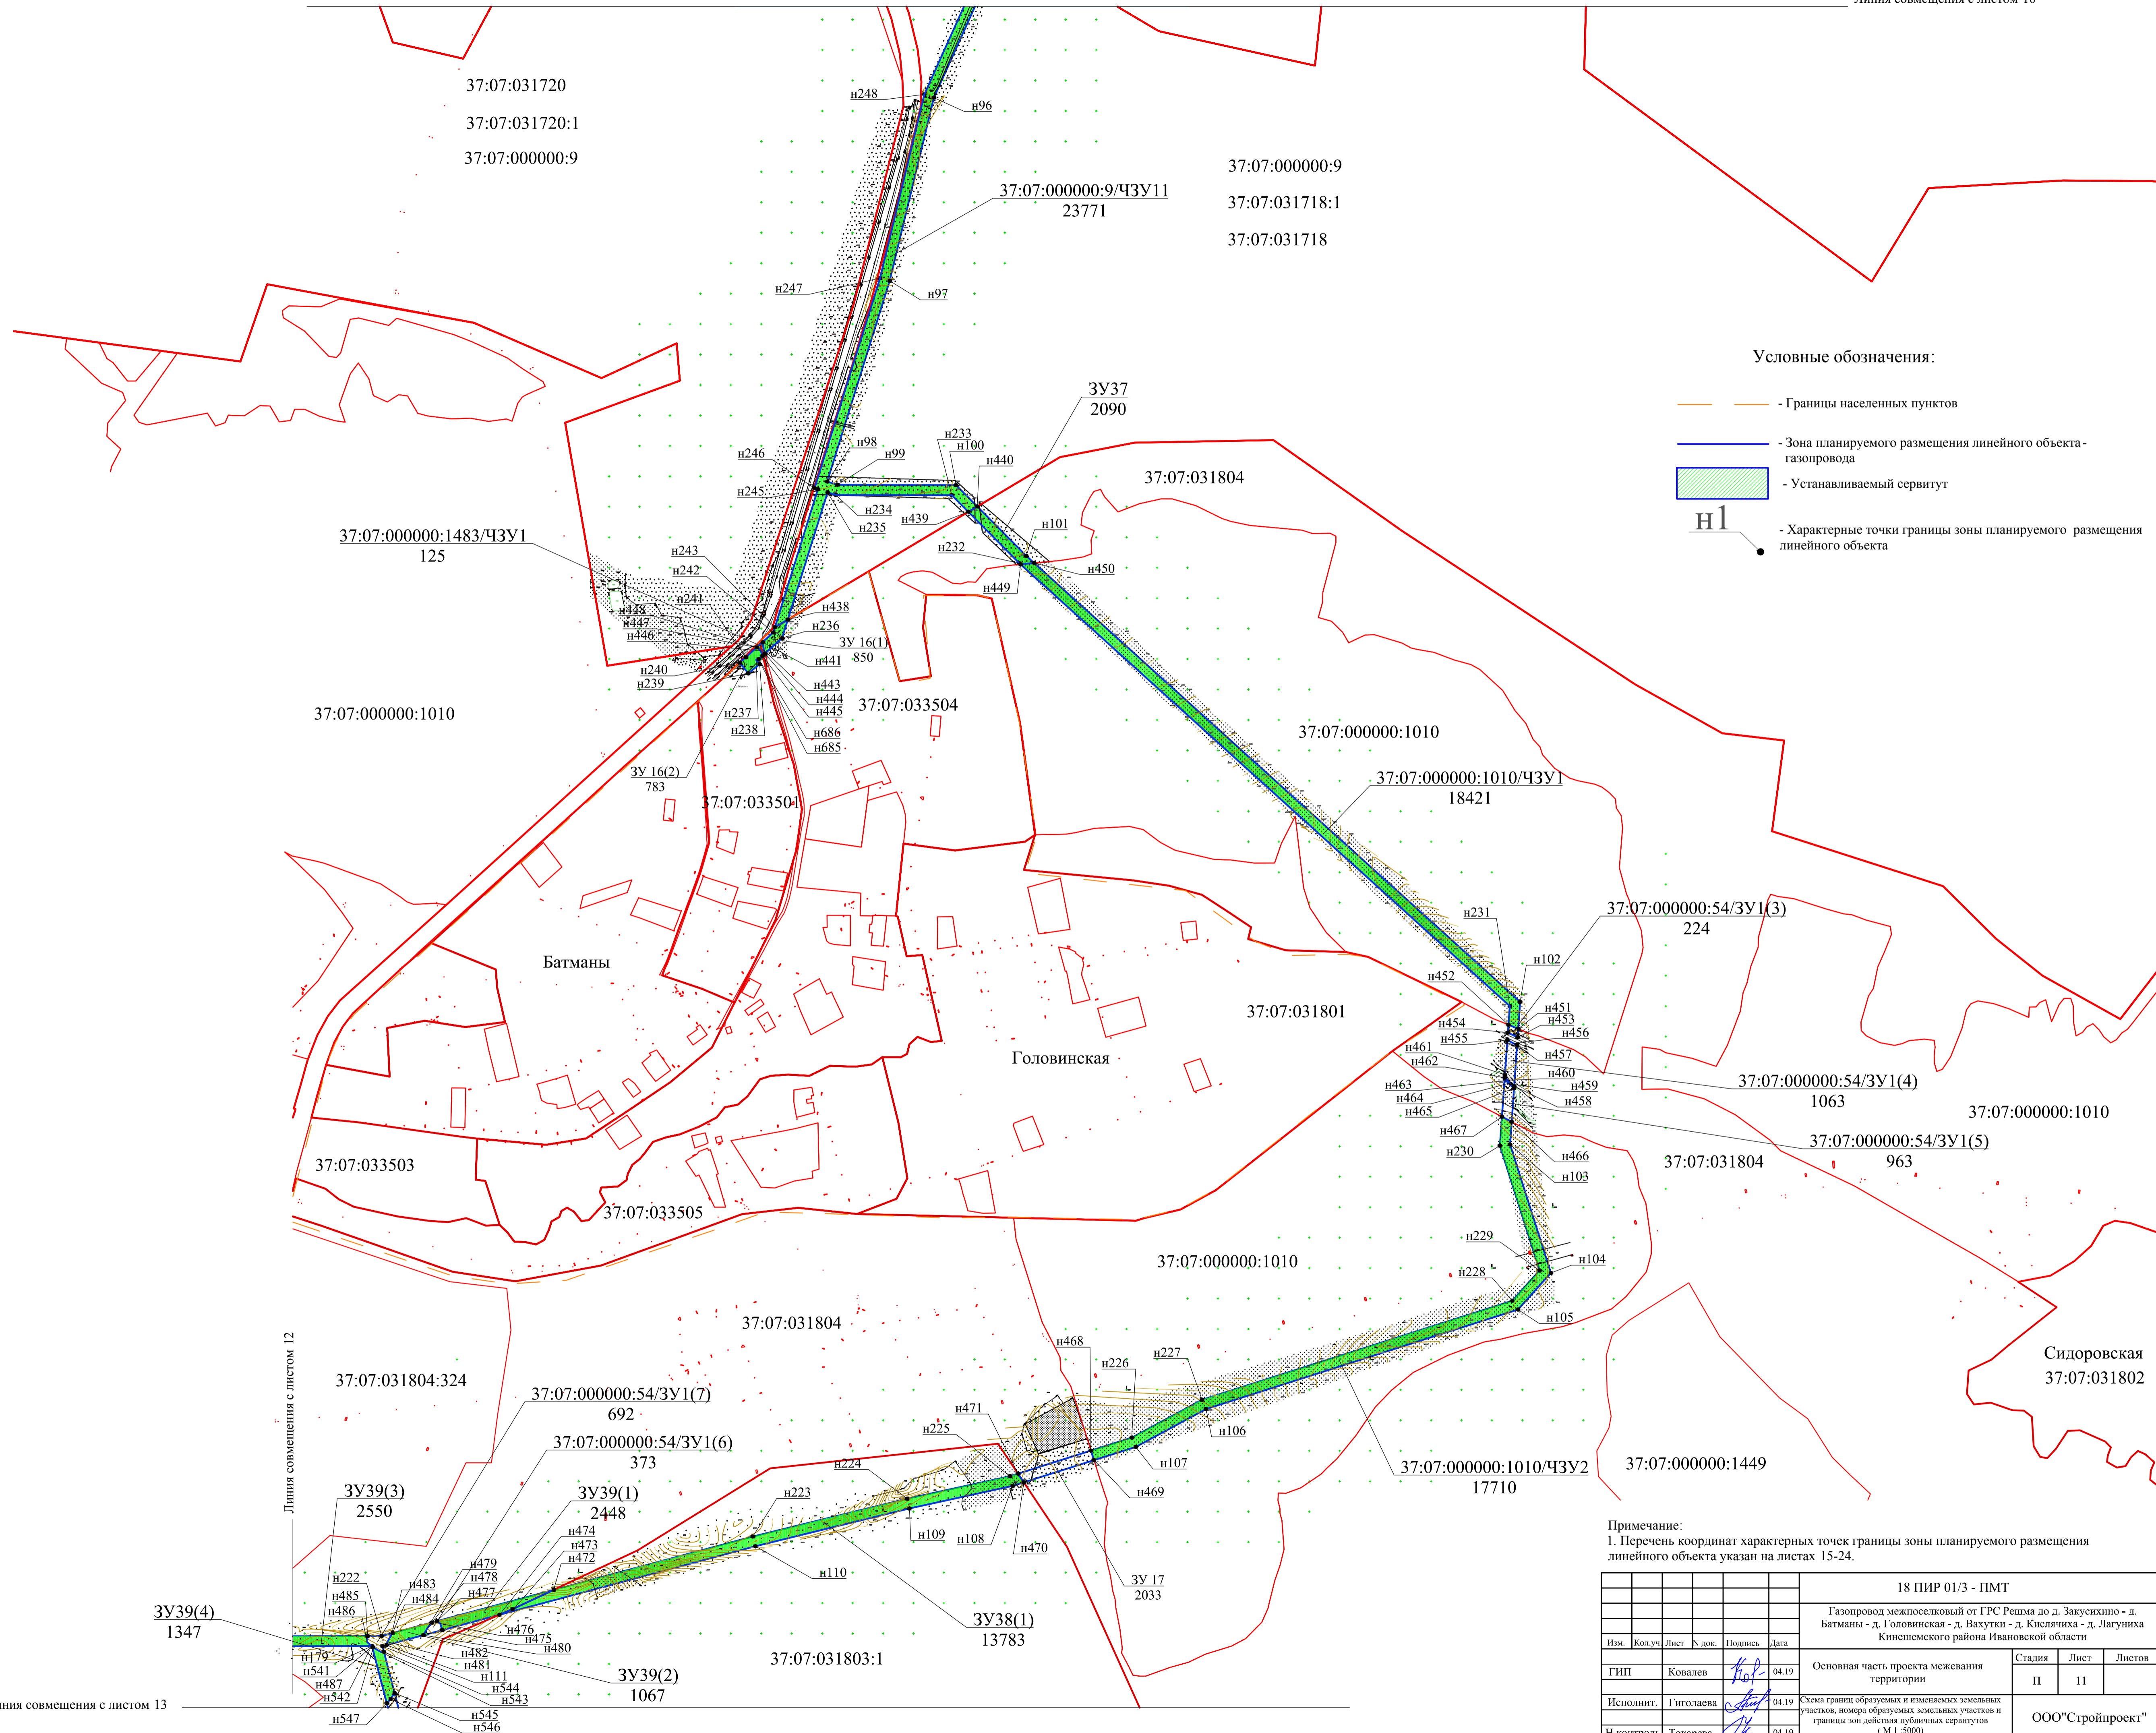 Линия совмещения с листом 10
37:07:031720
37:07:031720:1
37:07:000000:9
н248
н96
37:07:000000:9/ЧЗУ11
23771
37:07:000000:9
37:07:031718:1
37:07:031718
н247
н97
Условные обозначения:
- Границы населенных пунктов
- Зона планируемого размещения линейного объекта-
газопровода
- Устанавливаемый сервитут
н1
- Характерные точки границы зоны планируемого размещения
линейного объекта
ЗУ37
2090
н98
н99
н233
н100
н440
н246
н245
н234
н235
н439
н101
37:07:031804
37:07:000000:1483/ЧЗУ1
125
н232
н449
н450
н243
н242
н241
н448
н447
н446
н438
н236
ЗУ 16(1)
850
н441
н240
н239
н443
н444
н445
н237
н238
н686
н685
37:07:033504
37:07:000000:1010
37:07:000000:1010
ЗУ 16(2)
783
37:07:033501
37:07:000000:1010/ЧЗУ1
18421
н231
37:07:000000:54/ЗУ1(3)
224
Батманы
н452
н102
37:07:031801
н451
н453
н454
н456
н455
н461
н457
н462
Головинская
н460
н463
н459
н464
н458
н465
37:07:000000:54/ЗУ1(4)
1063
37:07:000000:1010
н467
37:07:000000:54/ЗУ1(5)
963
н230
н466
37:07:031804
н103
37:07:033503
37:07:033505
н229
н104
37:07:000000:1010
н228
н105
37:07:031804
н468
н226
н227
Сидоровская
37:07:031802
Линия совмещения с листом 12
37:07:031804:324
37:07:000000:54/ЗУ1(7)
692
н471
н225
н106
37:07:000000:54/ЗУ1(6)
373
н107
н224
37:07:000000:1010/ЧЗУ2
17710
37:07:000000:1449
н469
ЗУ39(3)
2550
ЗУ39(1)
2448
н223
н109
н108
н470
н474
н473
н472
н110
ЗУ 17
2033
н222
н485
н486
н479
н478
н477
н483
н484
ЗУ39(4)
1347
ЗУ38(1)
13783
н476
н475
н480
н179
н541
н487
н542
н482
н481
н111
н544
н543
37:07:031803:1
ЗУ39(2)
1067
н547
н545
н546
ния совмещения с листом 13
Примечание:
1. Перечень координат характерных точек границы зоны планируемого размещения
линейного объекта указан на листах 15-24.
18 ПИР 01/3 - ПМТ
Газопровод межпоселковый от ГРС Решма до д. Закусихино - д.
Батманы - д. Головинская - д. Вахутки - д. Кислячиха - д. Лагуниха
Кинешемского района Ивановской области
Изм. Кол.уч. Лист N док. Подпись Дата
ГИП Ковалев 04.19
Основная часть проекта межевания
территории
Стадия Лист Листов
П 11
Исполнит. Гиголаева 04.19
Схема границ образуемых и изменяемых земельных
участков, номера образуемых земельных участков и
границы зон действия публичных сервитутов
( М 1 :5000)
ООО"Стройпроект"
Н.контроль Токарева 04.19